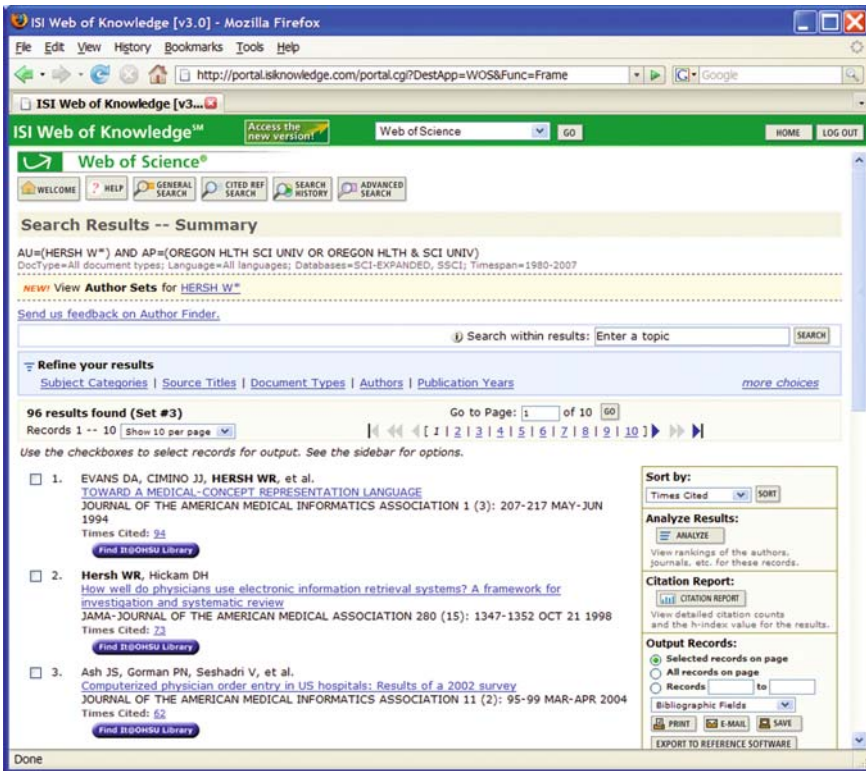 ISI Web of Knowledge [v3.0] - Mozilla Firefox
File Edit View History Bookmarks Tools Help
http://portal.isiknowledge.com/portal.cgi?DestApp=WOS&Func=Frame
Google
ISI Web of Knowledge [v3...
ISI Web of Knowledge℠
Access the new version!
Web of Science
GO
HOME
LOG OUT
Web of Science®
WELCOME
HELP
GENERAL SEARCH
CITED REF SEARCH
SEARCH HISTORY
ADVANCED SEARCH
Search Results -- Summary
AU=(HERSH W*) AND AP=(OREGON HLTH SCI UNIV OR OREGON HLTH & SCI UNIV)
DocType=All document types; Language=All languages; Databases=SCI-EXPANDED, SSCI; Timespan=1980-2007
NEW! View Author Sets for HERSH W*
Send us feedback on Author Finder.
Search within results: Enter a topic SEARCH
Refine your results
Subject Categories | Source Titles | Document Types | Authors | Publication Years more choices
96 results found (Set #3) Go to Page: 1 of 10 GO
Records 1 -- 10 Show 10 per page [ 1 | 2 | 3 | 4 | 5 | 6 | 7 | 8 | 9 | 10 ]
Use the checkboxes to select records for output. See the sidebar for options.
1. EVANS DA, CIMINO JJ, HERSH WR, et al.
TOWARD A MEDICAL-CONCEPT REPRESENTATION LANGUAGE
JOURNAL OF THE AMERICAN MEDICAL INFORMATICS ASSOCIATION 1 (3): 207-217 MAY-JUN
1994
Times Cited: 94
Find It@OHSU Library
2. Hersh WR, Hickam DH
How well do physicians use electronic information retrieval systems? A framework for
investigation and systematic review
JAMA-JOURNAL OF THE AMERICAN MEDICAL ASSOCIATION 280 (15): 1347-1352 OCT 21 1998
Times Cited: 73
Find It@OHSU Library
3. Ash JS, Gorman PN, Seshadri V, et al.
Computerized physician order entry in US hospitals: Results of a 2002 survey
JOURNAL OF THE AMERICAN MEDICAL INFORMATICS ASSOCIATION 11 (2): 95-99 MAR-APR 2004
Times Cited: 62
Find It@OHSU Library
Sort by:
Times Cited SORT
Analyze Results:
ANALYZE
View rankings of the authors,
journals, etc. for these records.
Citation Report:
CITATION REPORT
View detailed citation counts
and the h-index value for the results.
Output Records:
Selected records on page
All records on page
Records to
Bibliographic Fields
PRINT E-MAIL SAVE
EXPORT TO REFERENCE SOFTWARE
Done